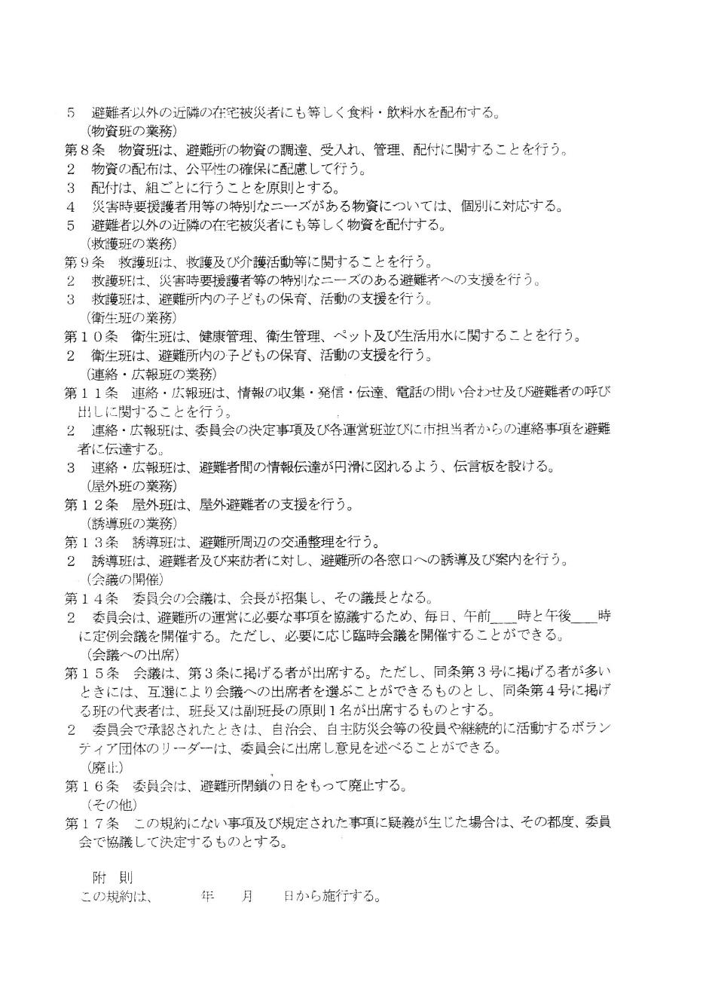 ５　避難者以外の近隣の在宅被災者にも等しく食料・飲料水を配布する。
（物資班の業務）
第８条　物資班は、避難所の物資の調達、受入れ、管理、配付に関することを行う。
２　物資の配布は、公平性の確保に配慮して行う。
３　配付は、組ごとに行うことを原則とする。
４　災害時要援護者用等の特別なニーズがある物資については、個別に対応する。
５　避難者以外の近隣の在宅被災者にも等しく物資を配付する。
（救護班の業務）
第９条　救護班は、救護及び介護活動等に関することを行う。
２　救護班は、災害時要援護者等の特別なニーズのある避難者への支援を行う。
３　救護班は、避難所内の子どもの保育、活動の支援を行う。
（衛生班の業務）
第１０条　衛生班は、健康管理、衛生管理、ペット及び生活用水に関することを行う。
２　衛生班は、避難所内の子どもの保育、活動の支援を行う。
（連絡・広報班の業務）
第１１条　連絡・広報班は、情報の収集・発信・伝達、電話の問い合わせ及び避難者の呼び
出しに関することを行う。
２　連絡・広報班は、委員会の決定事項及び各運営班並びに市担当者からの連絡事項を避難
者に伝達する。
３　連絡・広報班は、避難者間の情報伝達が円滑に図れるよう、伝言板を設ける。
（屋外班の業務）
第１２条　屋外班は、屋外避難者の支援を行う。
（誘導班の業務）
第１３条　誘導班は、避難所周辺の交通整理を行う。
２　誘導班は、避難者及び来訪者に対し、避難所の各窓口への誘導及び案内を行う。
（会議の開催）
第１４条　委員会の会議は、会長が招集し、その議長となる。
２　委員会は、避難所の運営に必要な事項を協議するため、毎日、午前____時と午後____時
に定例会議を開催する。ただし、必要に応じ臨時会議を開催することができる。
（会議への出席）
第１５条　会議は、第３条に掲げる者が出席する。ただし、同条第３号に掲げる者が多い
ときには、互選により会議への出席者を選ぶことができるものとし、同条第４号に掲げ
る班の代表者は、班長又は副班長の原則１名が出席するものとする。
２　委員会で承認されたときは、自治会、自主防災会等の役員や継続的に活動するボラン
ティア団体のリーダーは、委員会に出席し意見を述べることができる。
（廃止）
第１６条　委員会は、避難所閉鎖の日をもって廃止する。
（その他）
第１７条　この規約にない事項及び規定された事項に疑義が生じた場合は、その都度、委員
会で協議して決定するものとする。
附　則
この規約は、　　　年　　月　　日から施行する。